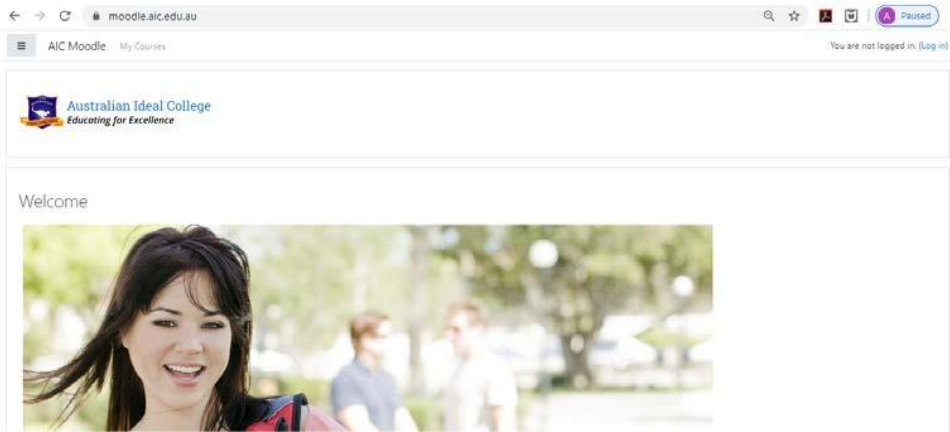 moodle.aic.edu.au
A Paused
AIC Moodle My Courses
You are not logged in. (Log in)
Australian Ideal College
Educating for Excellence
Welcome